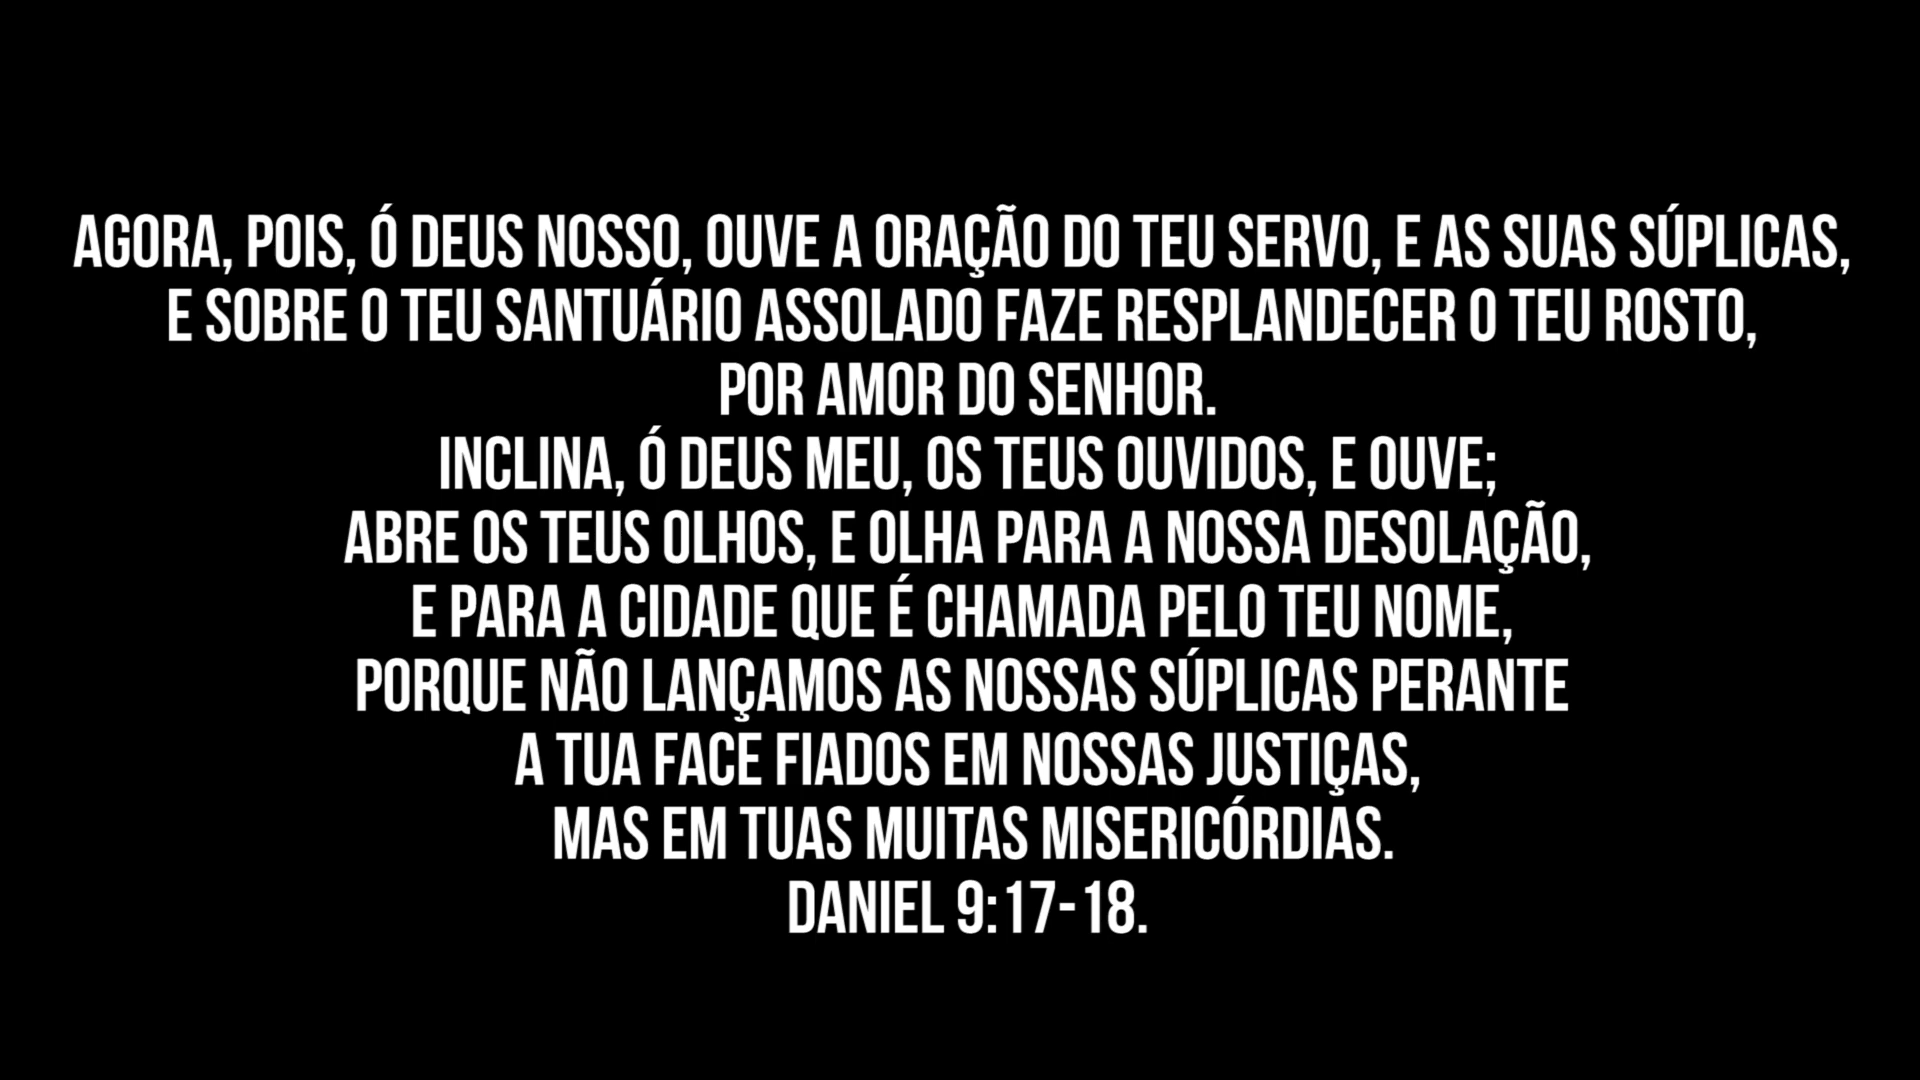 AGORA, POIS, Ó DEUS NOSSO, OUVE A ORAÇÃO DO TEU SERVO, E AS SUAS SÚPLICAS,
E SOBRE O TEU SANTUÁRIO ASSOLADO FAZE RESPLANDECER O TEU ROSTO,
POR AMOR DO SENHOR.
INCLINA, Ó DEUS MEU, OS TEUS OUVIDOS, E OUVE;
ABRE OS TEUS OLHOS, E OLHA PARA A NOSSA DESOLAÇÃO,
E PARA A CIDADE QUE É CHAMADA PELO TEU NOME,
PORQUE NÃO LANÇAMOS AS NOSSAS SÚPLICAS PERANTE
A TUA FACE FIADOS EM NOSSAS JUSTIÇAS,
MAS EM TUAS MUITAS MISERICÓRDIAS.
DANIEL 9:17-18.